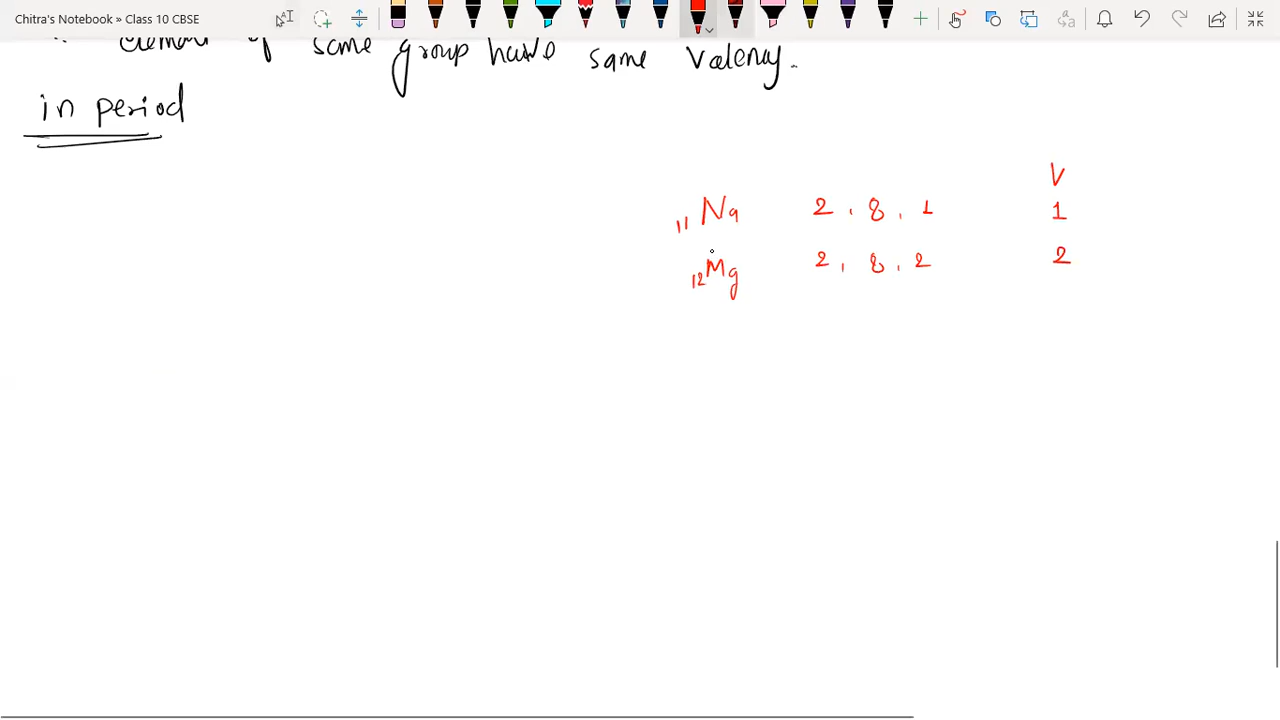 Chitra's Notebook » Class 10 CBSE
of same group have same valency.
in period
V
11 Na 2, 8, 1 1
12 Mg 2, 8, 2 2